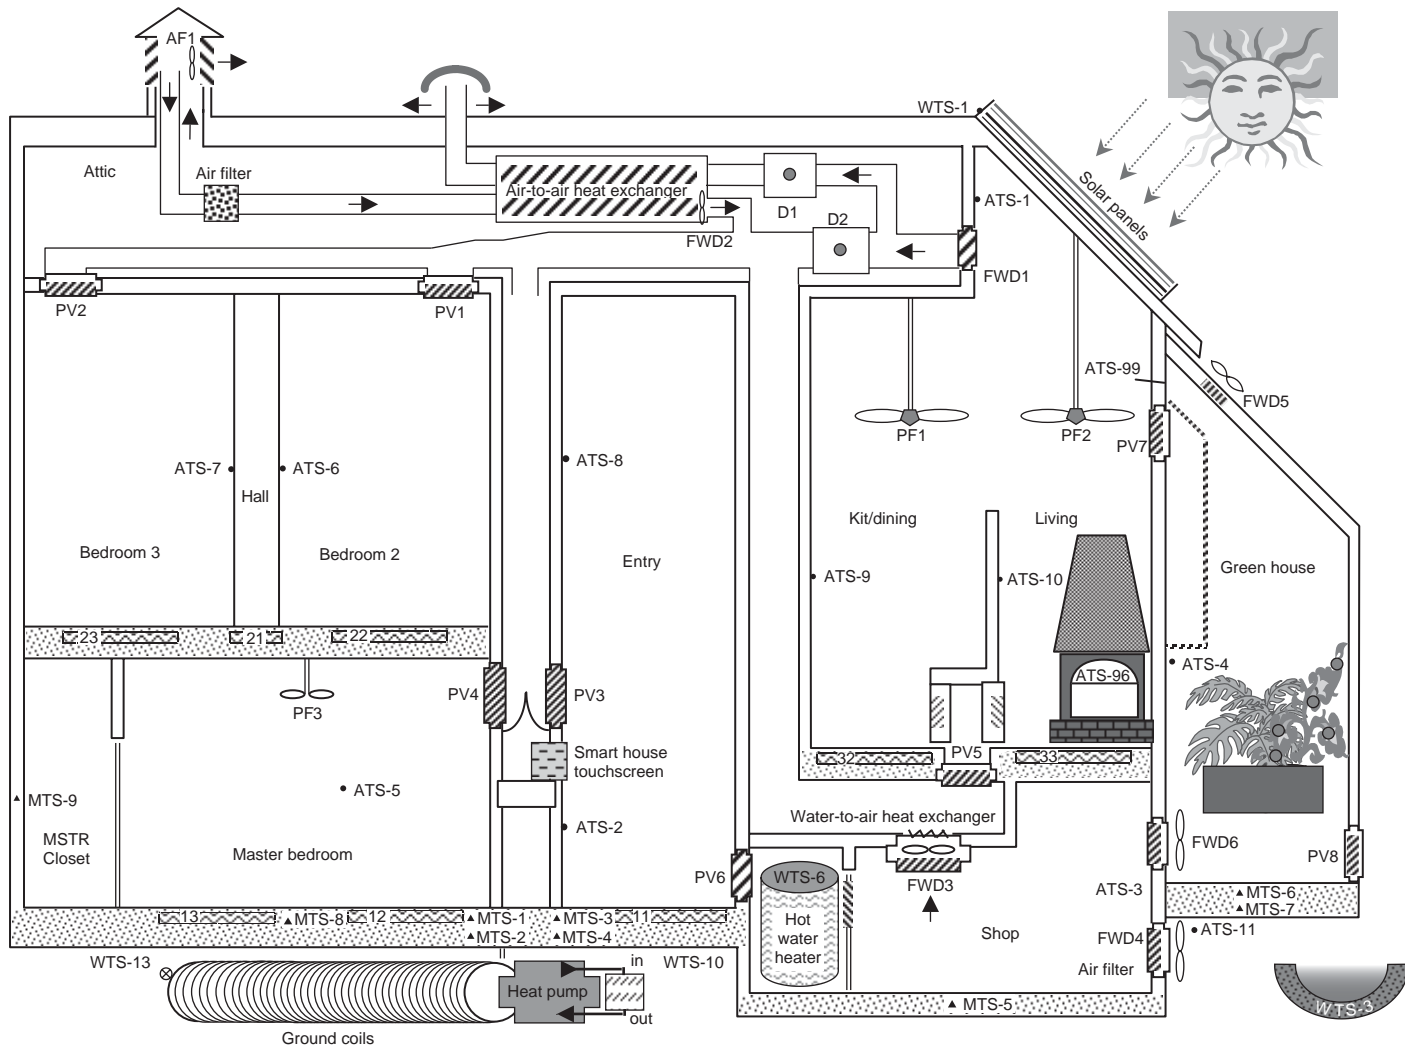 AF1
WTS-1
Attic
Air filter
Air-to-air heat exchanger
D1
ATS-1
Solar panels
D2
FWD2
FWD1
PV2
PV1
ATS-99
FWD5
PF1
PF2
PV7
ATS-7
ATS-6
ATS-8
Hall
Kit/dining
Living
Bedroom 3
Bedroom 2
Entry
Green house
ATS-9
ATS-10
23
21
22
ATS-4
ATS-96
PV4
PV3
PF3
Smart house
touchscreen
PV5
32
33
ATS-5
MTS-9
Water-to-air heat exchanger
ATS-2
MSTR
Closet
Master bedroom
FWD6
PV8
PV6
WTS-6
FWD3
ATS-3
MTS-6
MTS-7
13
MTS-8
12
MTS-1
MTS-3
11
MTS-2
MTS-4
Hot
water
heater
Shop
FWD4
ATS-11
Air filter
WTS-13
in
WTS-10
Heat pump
out
MTS-5
WTS-3
Ground coils